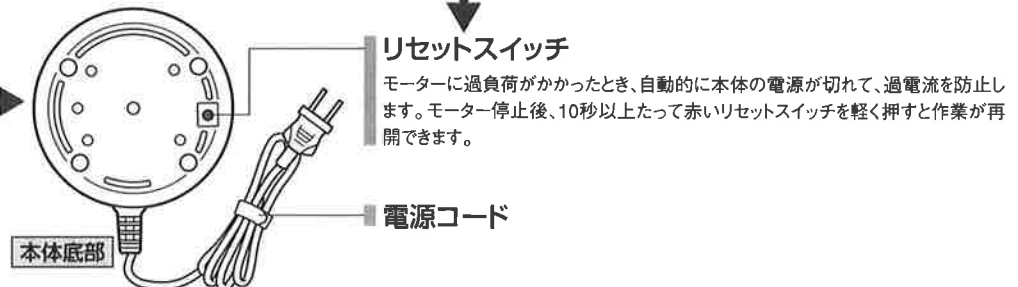 リセットスイッチ
モーターに過負荷がかかったとき、自動的に本体の電源が切れて、過電流を防止し
ます。モーター停止後、10秒以上たって赤いリセットスイッチを軽く押すと作業が再
開できます。
電源コード
本体底部